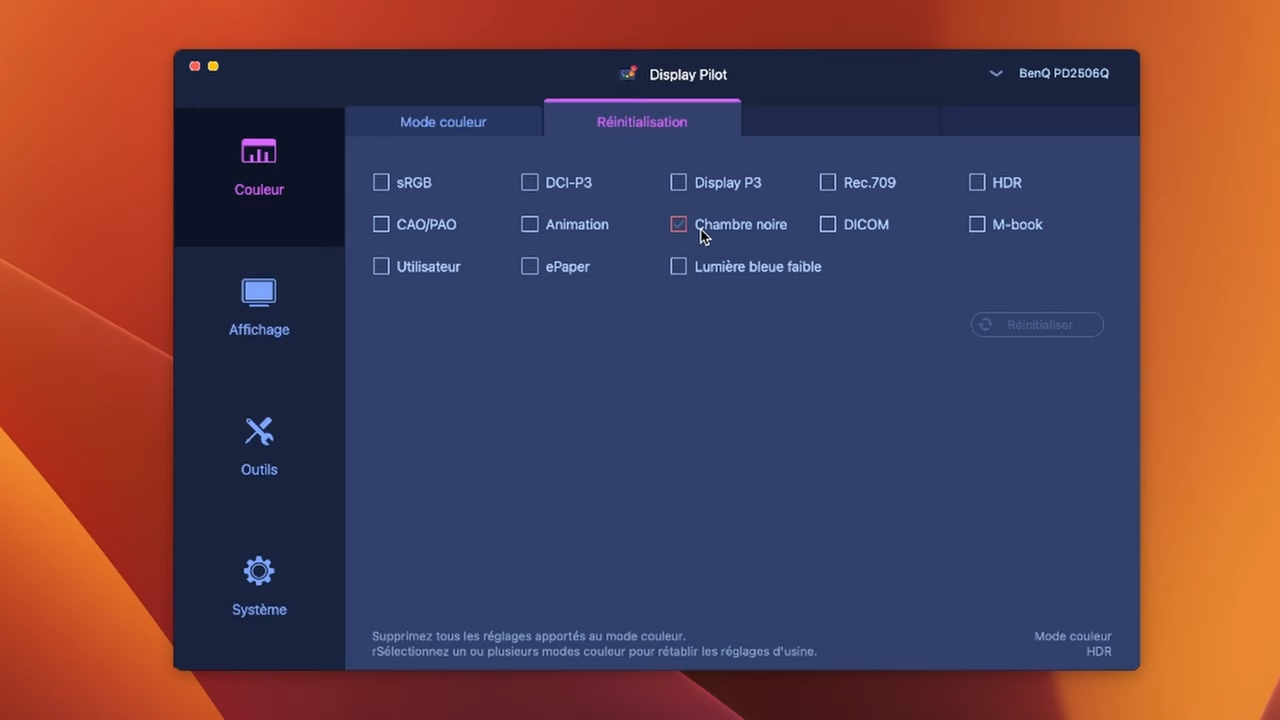 Display Pilot
BenQ PD2506Q
Mode couleur
Réinitialisation
Couleur
Affichage
Outils
Système
sRGB
DCI-P3
Display P3
Rec.709
HDR
CAO/PAO
Animation
Chambre noire
DICOM
M-book
Utilisateur
ePaper
Lumière bleue faible
Réinitialiser
Supprimez tous les réglages apportés au mode couleur.
rSélectionnez un ou plusieurs modes couleur pour rétablir les réglages d'usine.
Mode couleur
HDR